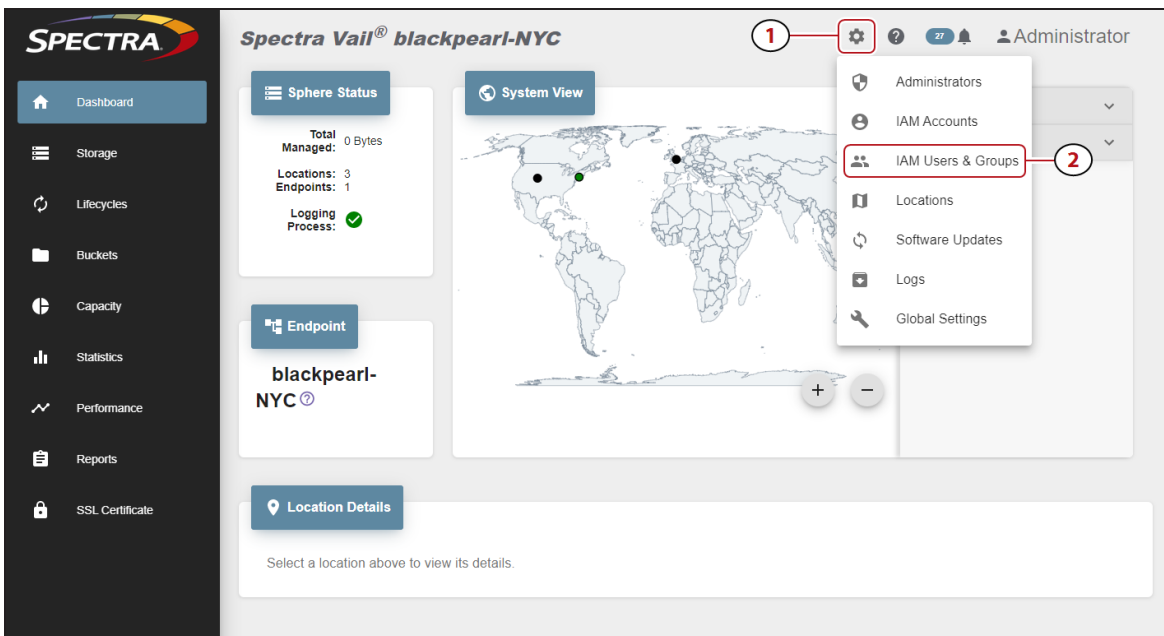 SPECTRA
Spectra Vail® blackpearl-NYC
1
27
Administrator
Dashboard
Storage
Lifecycles
Buckets
Capacity
Statistics
Performance
Reports
SSL Certificate
Sphere Status
Total
Managed: 0 Bytes
Locations: 3
Endpoints: 1
Logging
Process:
System View
Administrators
IAM Accounts
IAM Users & Groups
2
Locations
Software Updates
Logs
Global Settings
Endpoint
blackpearl-
NYC
+ −
Location Details
Select a location above to view its details.